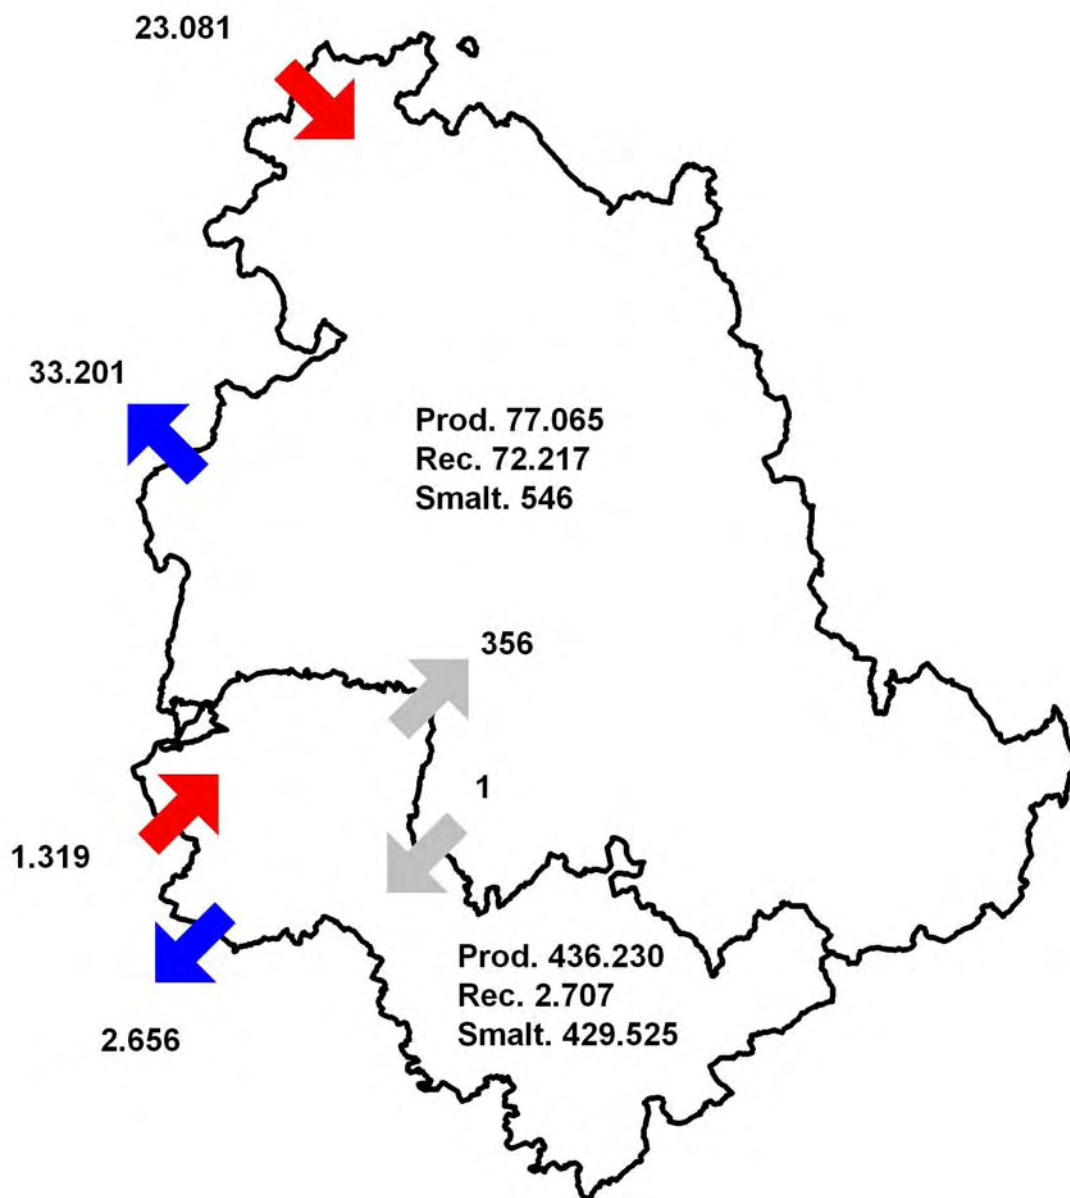 23.081
33.201
Prod. 77.065
Rec. 72.217
Smalt. 546
356
1
1.319
Prod. 436.230
Rec. 2.707
Smalt. 429.525
2.656